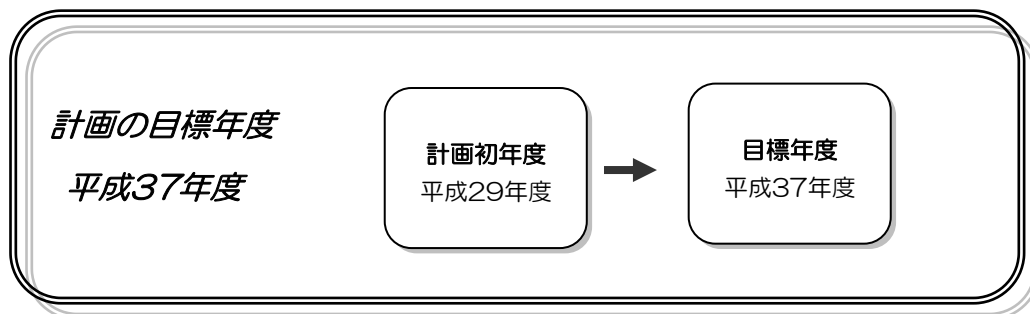 計画の目標年度
平成37年度
計画初年度
平成29年度
目標年度
平成37年度